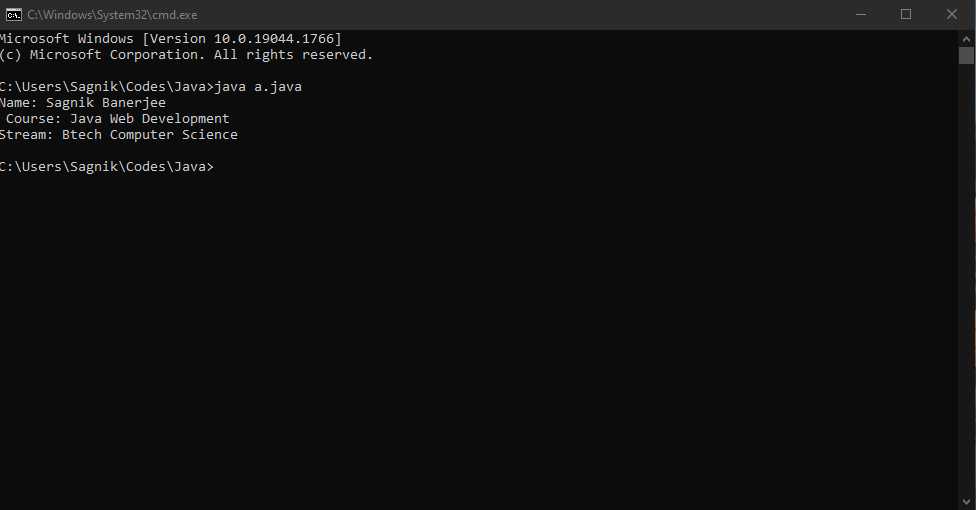 C:\Windows\System32\cmd.exe
Microsoft Windows [Version 10.0.19044.1766]
(c) Microsoft Corporation. All rights reserved.
C:\Users\Sagnik\Codes\Java>java a.java
Name: Sagnik Banerjee
 Course: Java Web Development
Stream: Btech Computer Science
C:\Users\Sagnik\Codes\Java>